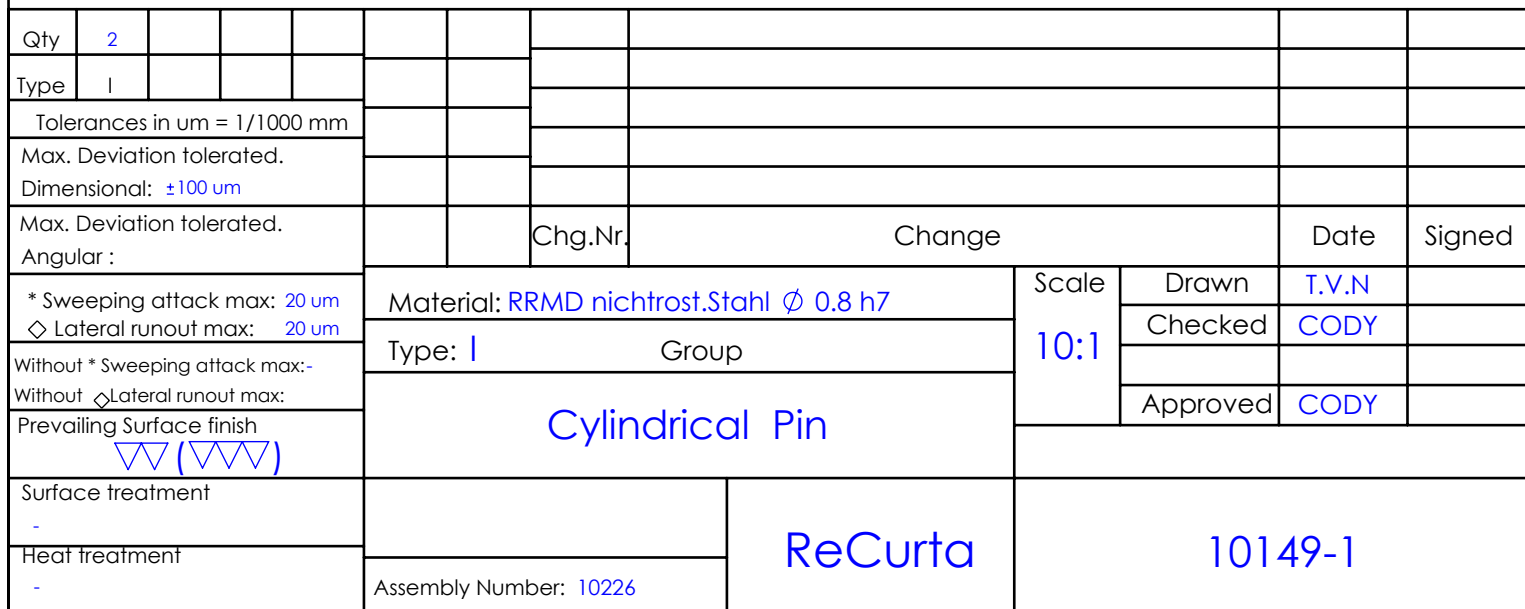 Qty 2
Type I
Tolerances in um = 1/1000 mm
Max. Deviation tolerated.
Dimensional: ±100 um
Max. Deviation tolerated.
Angular :
* Sweeping attack max: 20 um
◇ Lateral runout max: 20 um
Without * Sweeping attack max:-
Without ◇Lateral runout max:
Prevailing Surface finish
▽▽ (▽▽▽)
Surface treatment
-
Heat treatment
-
Chg.Nr. Change Date Signed
Material: RRMD nichtrost.Stahl ∅ 0.8 h7
Type: I Group
Cylindrical Pin
Scale
10:1
Drawn T.V.N
Checked CODY
Approved CODY
Assembly Number: 10226
ReCurta
10149-1